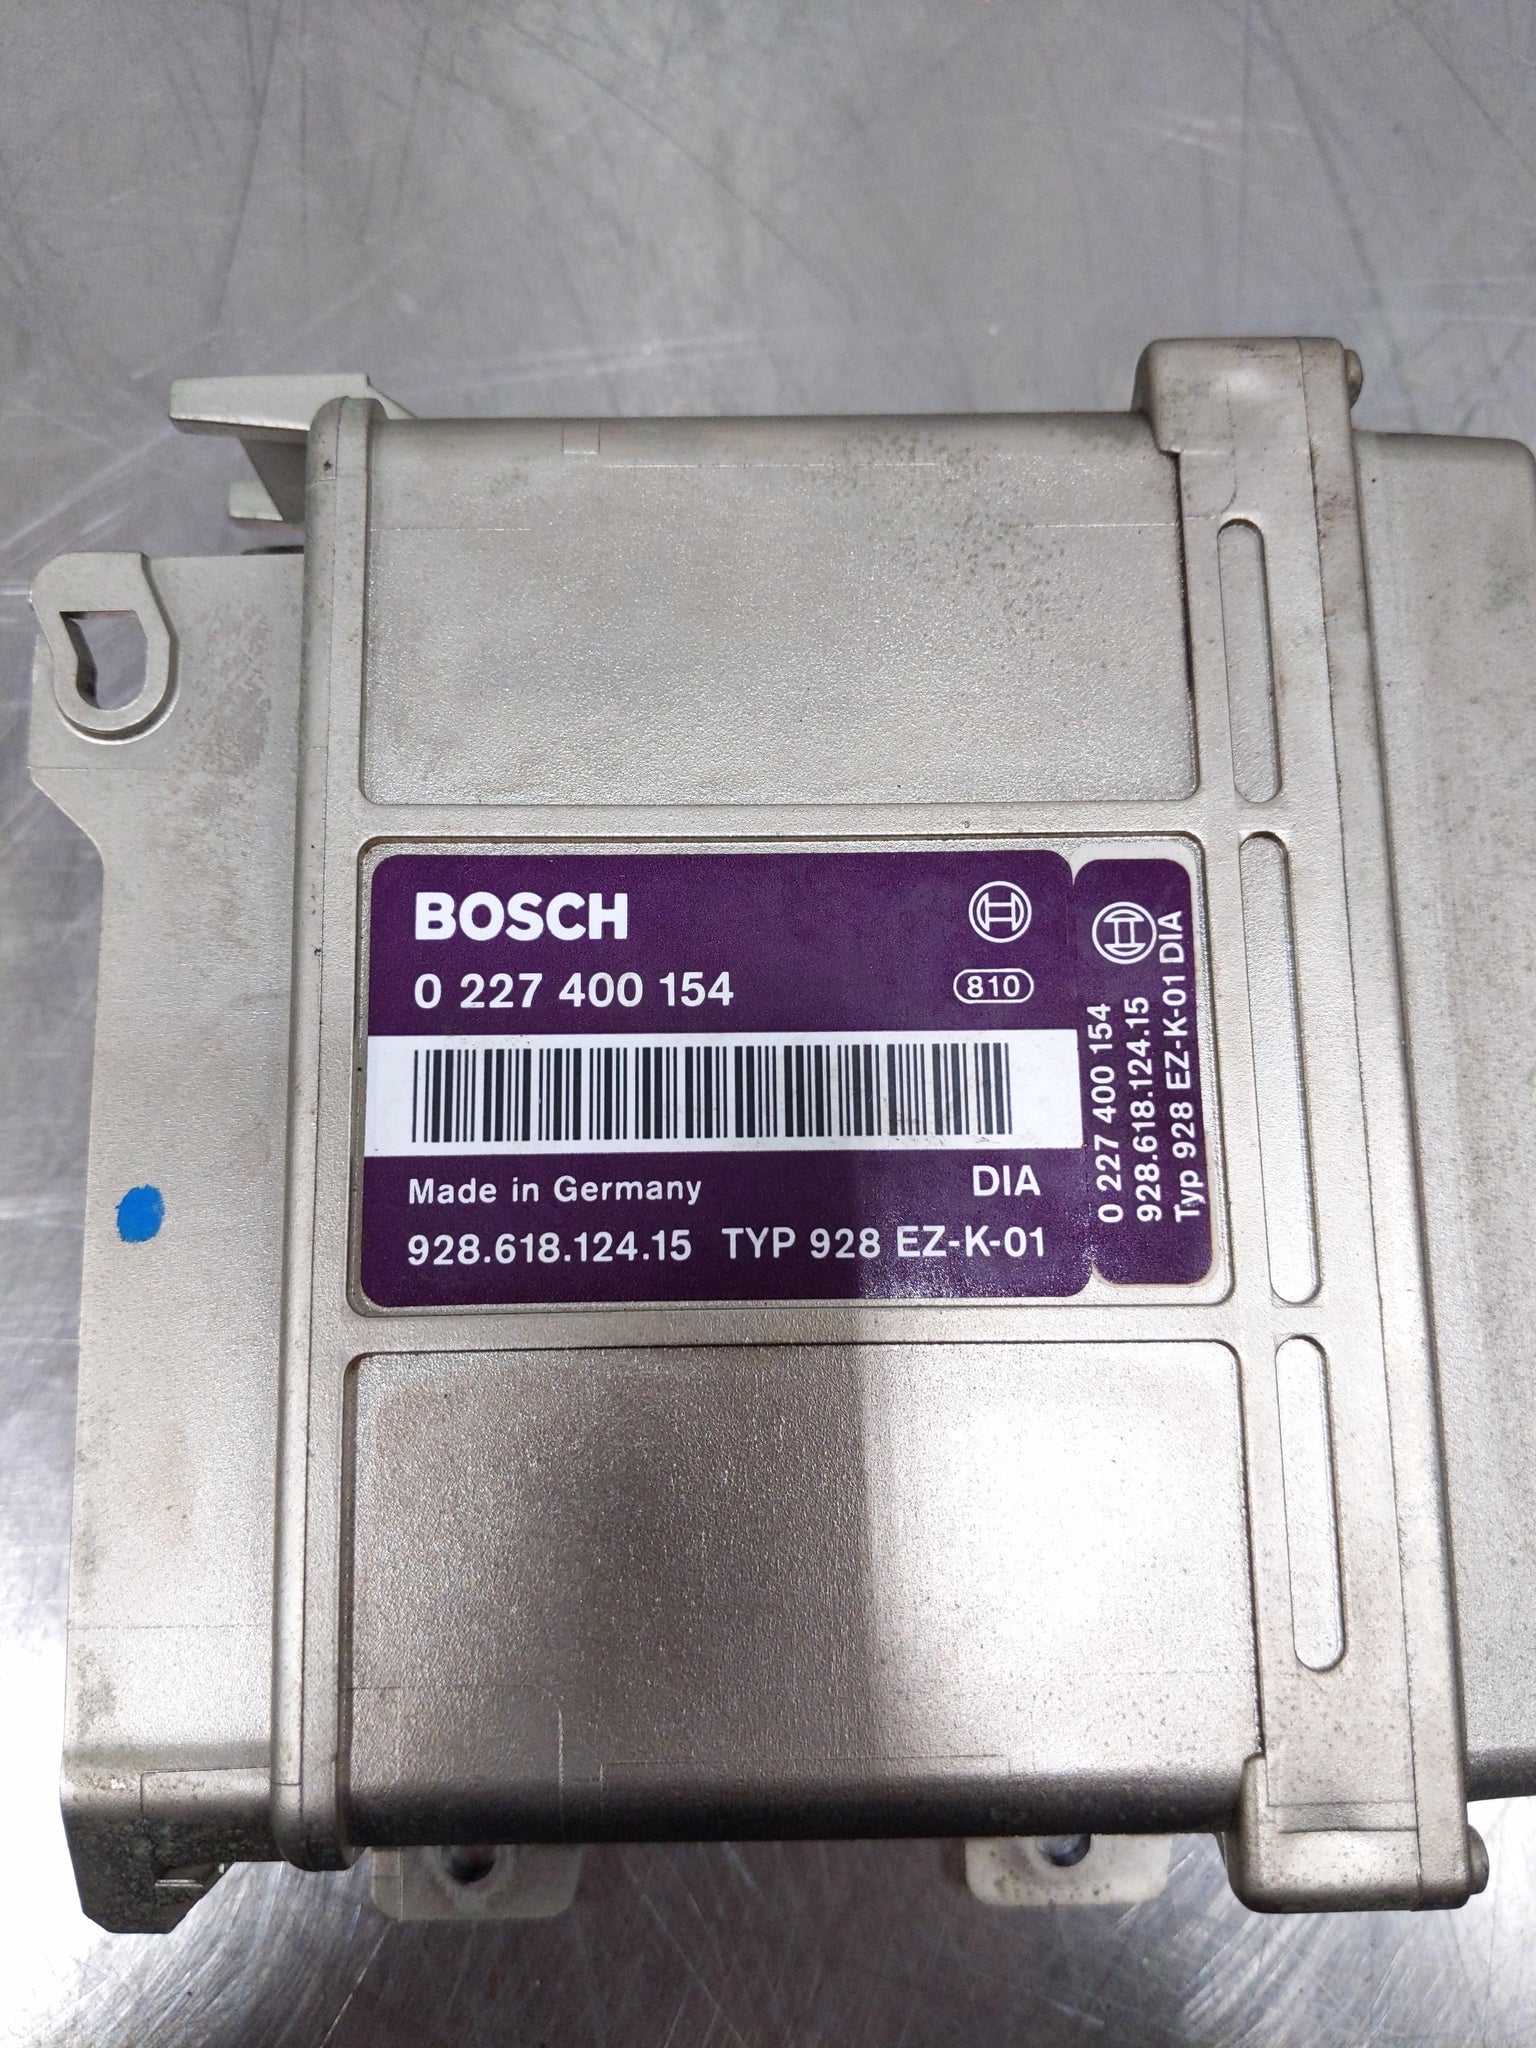 BOSCH
0 227 400 154
810
Made in Germany
DIA
928.618.124.15 TYP 928 EZ-K-01
0 227 400 154
928.618.124.15
Typ 928 EZ-K-01 DIA